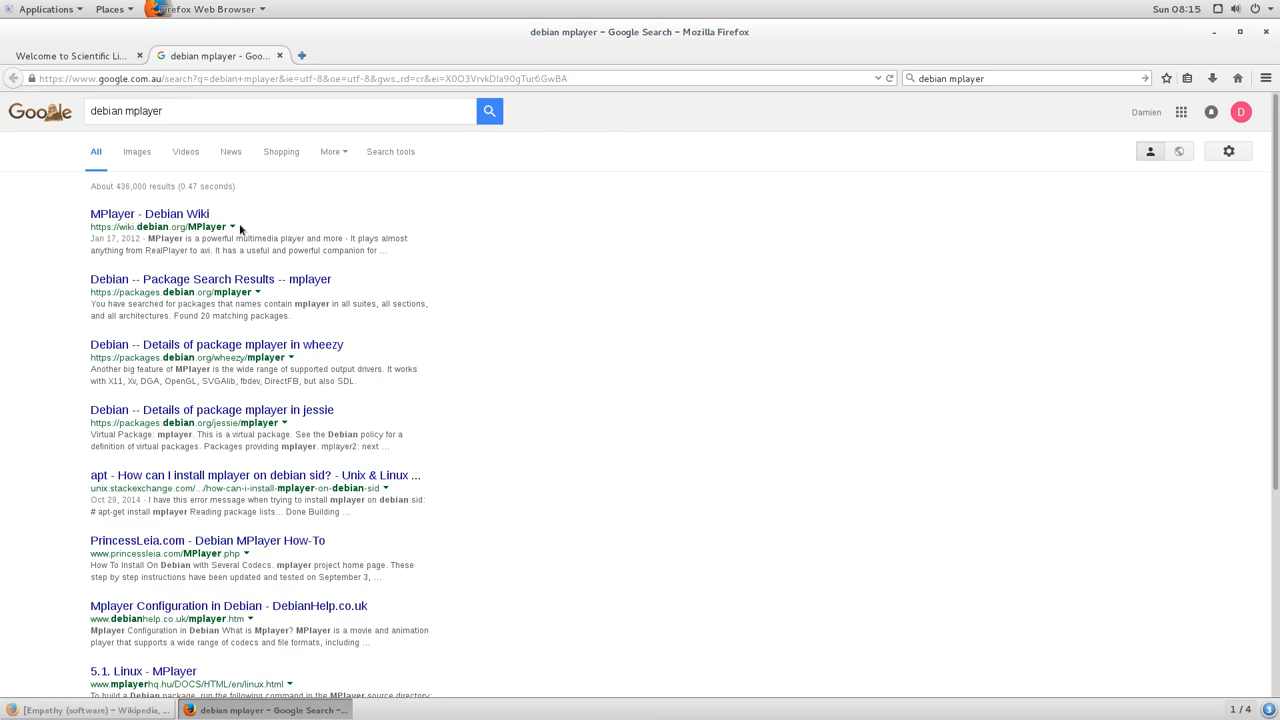 Applications Places Firefox Web Browser Sun 08:15
debian mplayer - Google Search - Mozilla Firefox
Welcome to Scientific Li... debian mplayer - Goo...
https://www.google.com.au/search?q=debian+mplayer&ie=utf-8&oe=utf-8&gws_rd=cr&ei=X0O3VrvkDIa90gTur6GwBA debian mplayer
Google debian mplayer Damien D
All Images Videos News Shopping More Search tools
About 436,000 results (0.47 seconds)
MPlayer - Debian Wiki
https://wiki.debian.org/MPlayer
Jan 17, 2012 - MPlayer is a powerful multimedia player and more · It plays almost
anything from RealPlayer to avi. It has a useful and powerful companion for ...
Debian -- Package Search Results -- mplayer
https://packages.debian.org/mplayer
You have searched for packages that names contain mplayer in all suites, all sections,
and all architectures. Found 20 matching packages.
Debian -- Details of package mplayer in wheezy
https://packages.debian.org/wheezy/mplayer
Another big feature of MPlayer is the wide range of supported output drivers. It works
with X11, Xv, DGA, OpenGL, SVGAlib, fbdev, DirectFB, but also SDL.
Debian -- Details of package mplayer in jessie
https://packages.debian.org/jessie/mplayer
Virtual Package: mplayer. This is a virtual package. See the Debian policy for a
definition of virtual packages. Packages providing mplayer. mplayer2: next ...
apt - How can I install mplayer on debian sid? - Unix & Linux ...
unix.stackexchange.com/.../how-can-i-install-mplayer-on-debian-sid
Oct 29, 2014 - I have this error message when trying to install mplayer on debian sid:
# apt-get install mplayer Reading package lists... Done Building ...
PrincessLeia.com - Debian MPlayer How-To
www.princessleia.com/MPlayer.php
How To Install On Debian with Several Codecs. mplayer project home page. These
step by step instructions have been updated and tested on September 3, ...
Mplayer Configuration in Debian - DebianHelp.co.uk
www.debianhelp.co.uk/mplayer.htm
Mplayer Configuration in Debian What is Mplayer? MPlayer is a movie and animation
player that supports a wide range of codecs and file formats, including ...
5.1. Linux - MPlayer
www.mplayerhq.hu/DOCS/HTML/en/linux.html
To build a Debian package, run the following command in the MPlayer source directory:
[Empathy (software) - Wikipedia, ... debian mplayer - Google Search -... 1 / 4 3